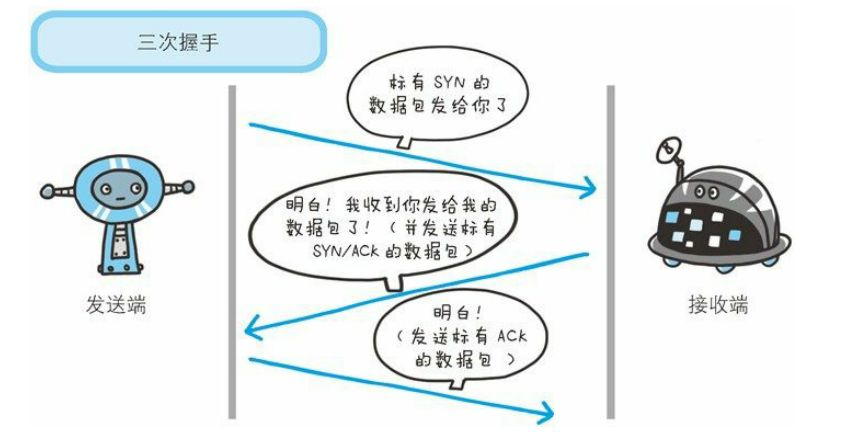 三次握手
标有 SYN 的
数据包发给你了
明白！我收到你发给我的
数据包了！（并发送标有
SYN/ACK 的数据包）
发送端
接收端
明白！
（发送标有 ACK
的数据包）